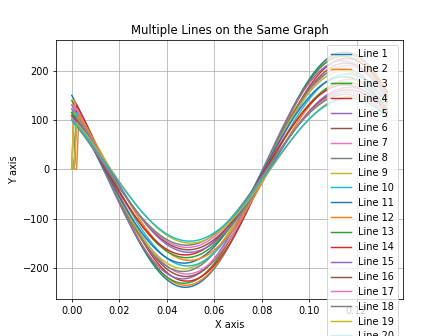 Multiple Lines on the Same Graph
Y axis
200
100
0
−100
−200
0.00
0.02
0.04
0.06
0.08
0.10
X axis
Line 1
Line 2
Line 3
Line 4
Line 5
Line 6
Line 7
Line 8
Line 9
Line 10
Line 11
Line 12
Line 13
Line 14
Line 15
Line 16
Line 17
Line 18
Line 19
Line 20